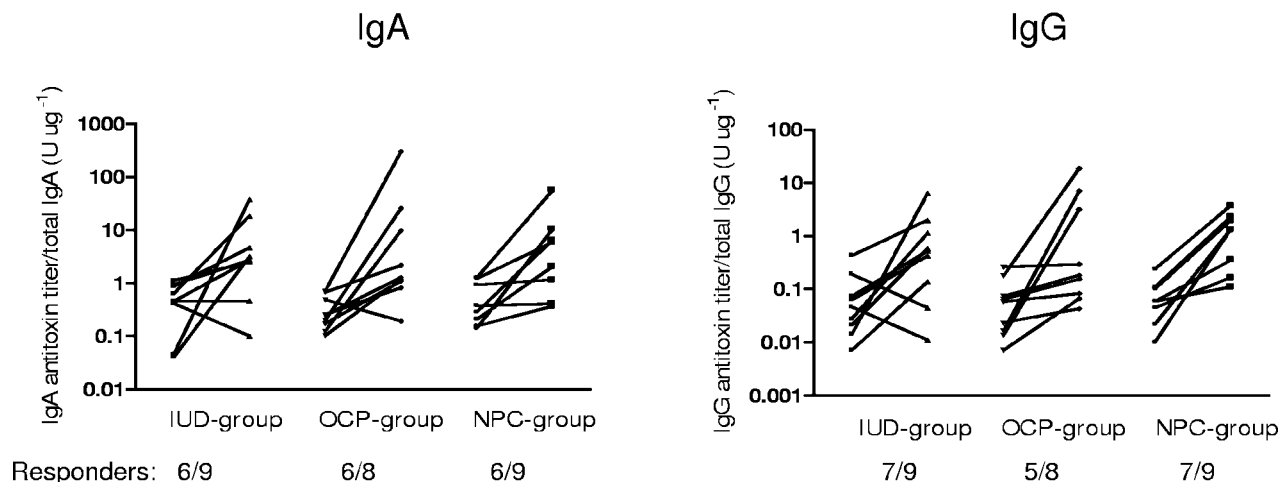 IgA
IgA antitoxin titer/total IgA (U ug⁻¹)
1000
100
10
1
0.1
0.01
IUD-group OCP-group NPC-group
Responders: 6/9 6/8 6/9
IgG
IgG antitoxin titer/total IgG (U ug⁻¹)
100
10
1
0.1
0.01
0.001
IUD-group OCP-group NPC-group
7/9 5/8 7/9